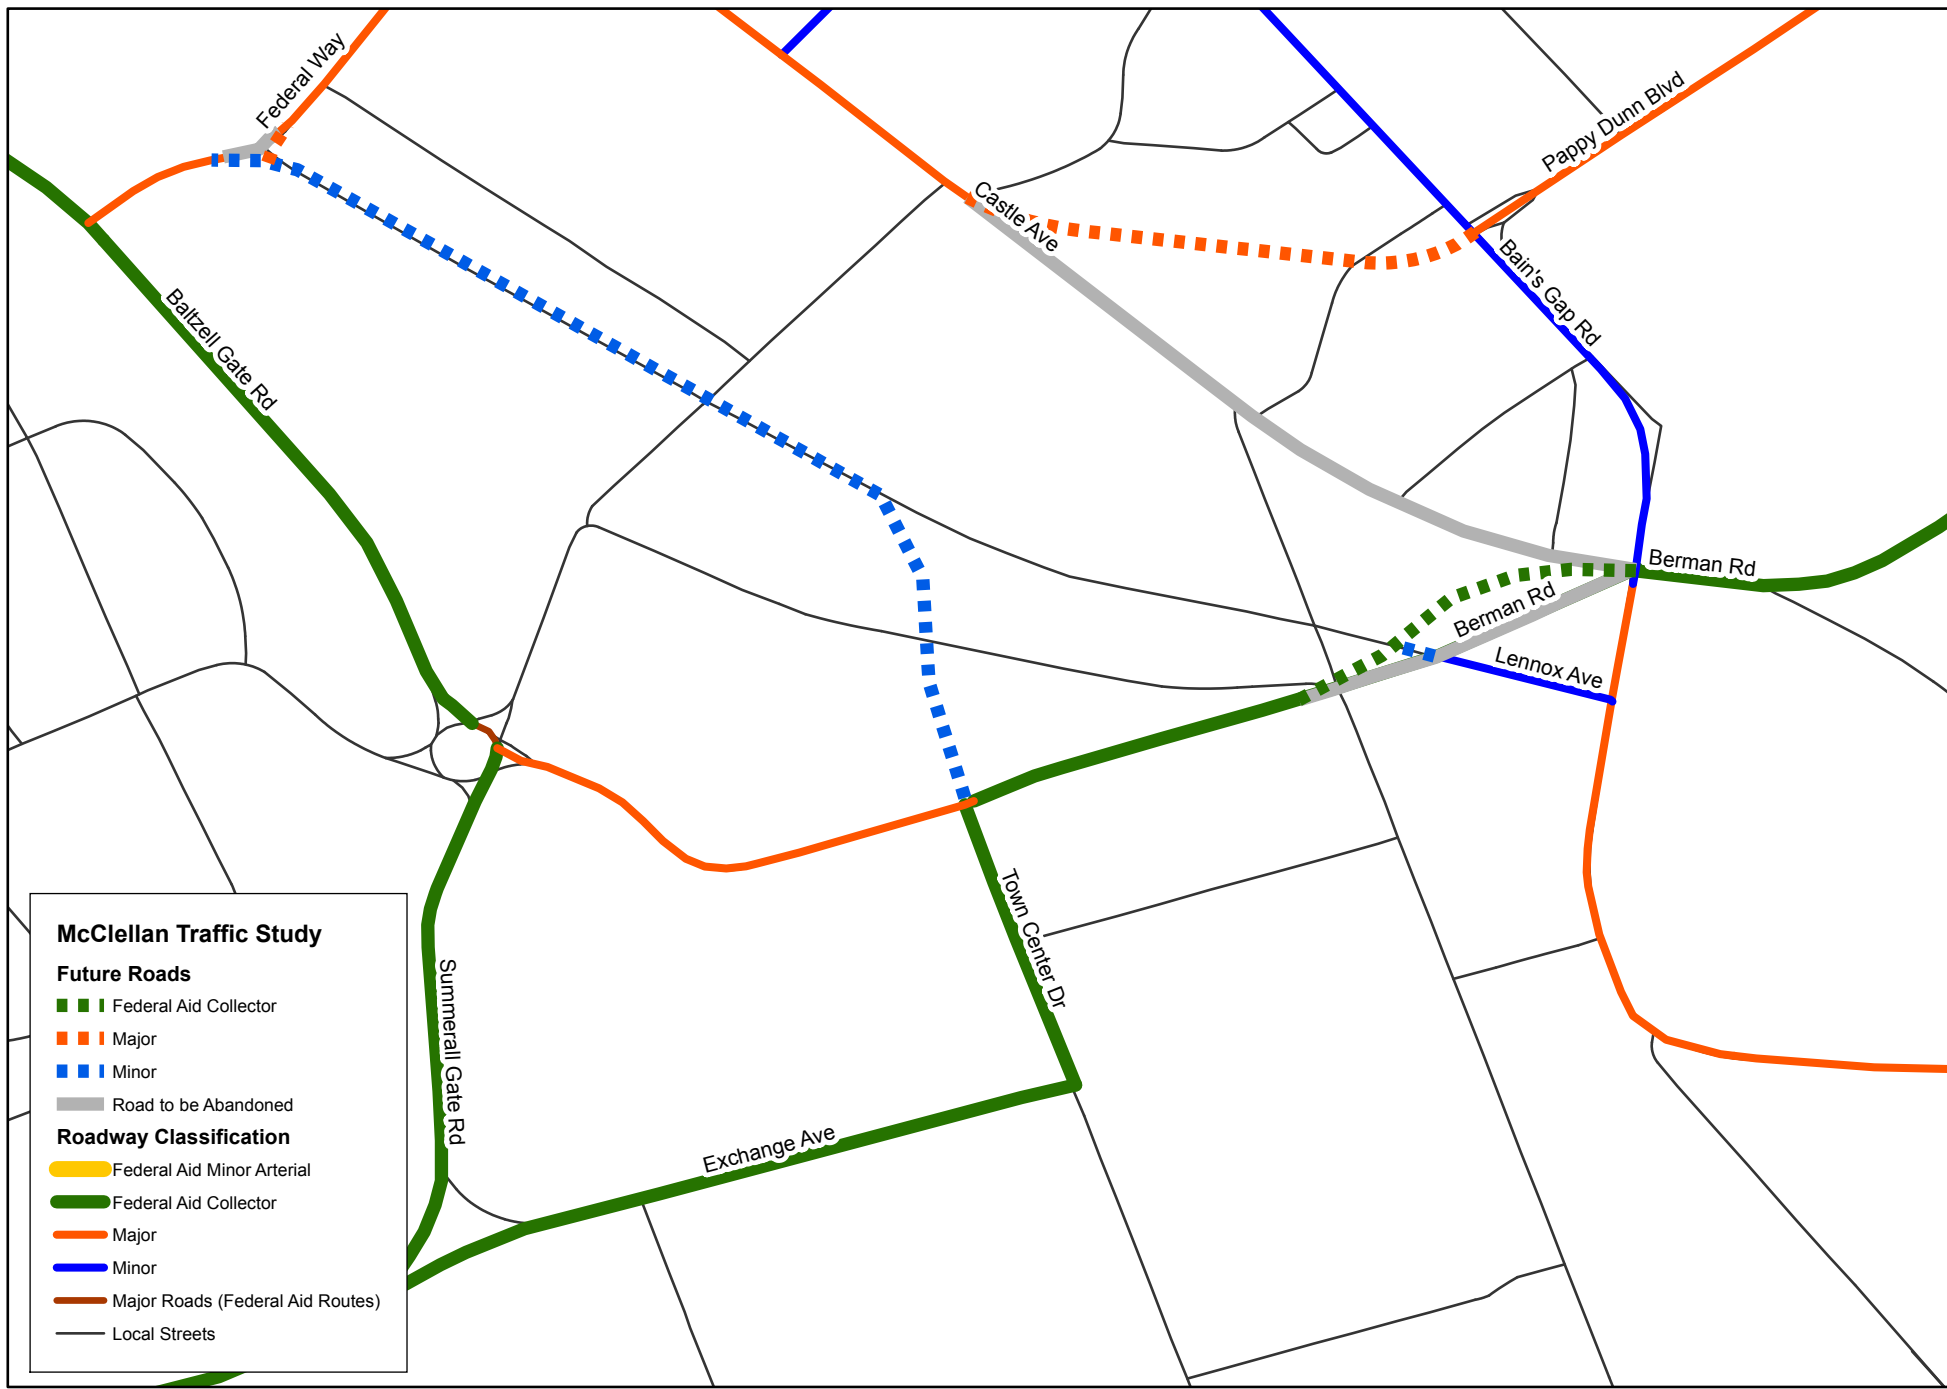 Federal Way
Pappy Dunn Blvd
Castle Ave
Bain's Gap Rd
Baltzell Gate Rd
Berman Rd
Berman Rd
Lennox Ave
Town Center Dr
Summerall Gate Rd
Exchange Ave
McClellan Traffic Study
Future Roads
Federal Aid Collector
Major
Minor
Road to be Abandoned
Roadway Classification
Federal Aid Minor Arterial
Federal Aid Collector
Major
Minor
Major Roads (Federal Aid Routes)
Local Streets